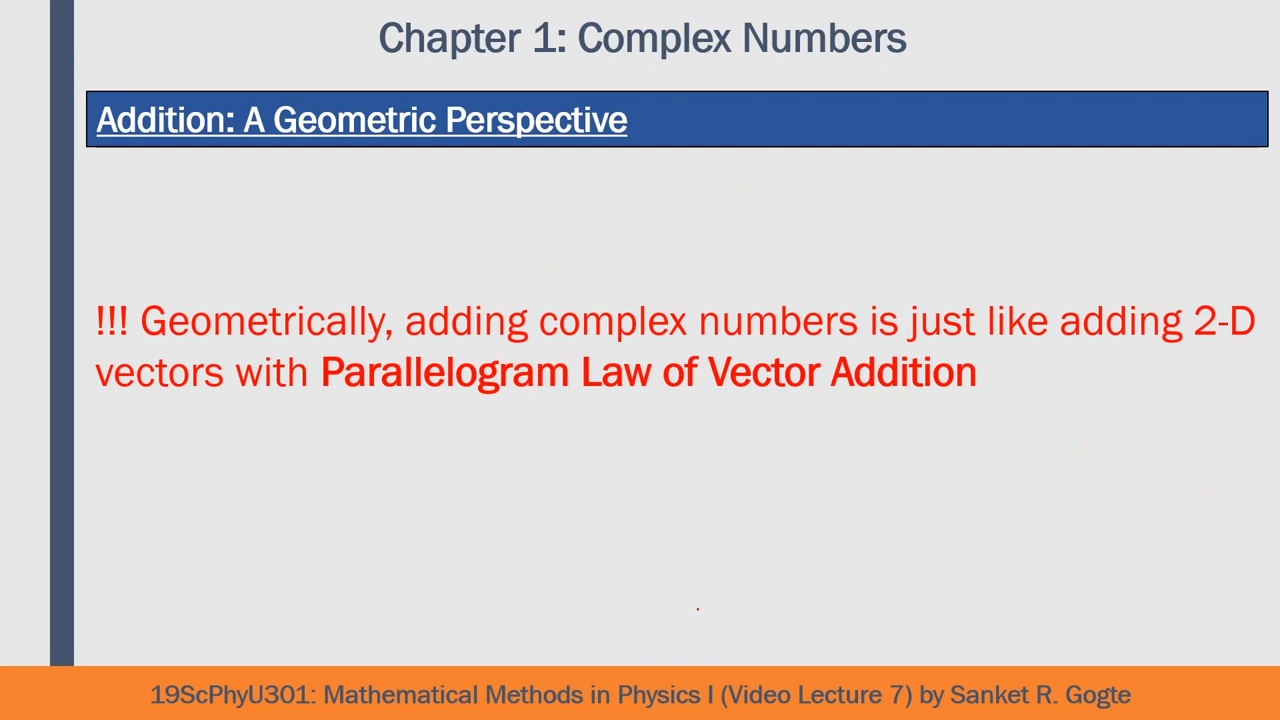 Chapter 1: Complex Numbers
Addition: A Geometric Perspective
!!! Geometrically, adding complex numbers is just like adding 2-D
vectors with Parallelogram Law of Vector Addition
19ScPhyU301: Mathematical Methods in Physics I (Video Lecture 7) by Sanket R. Gogte